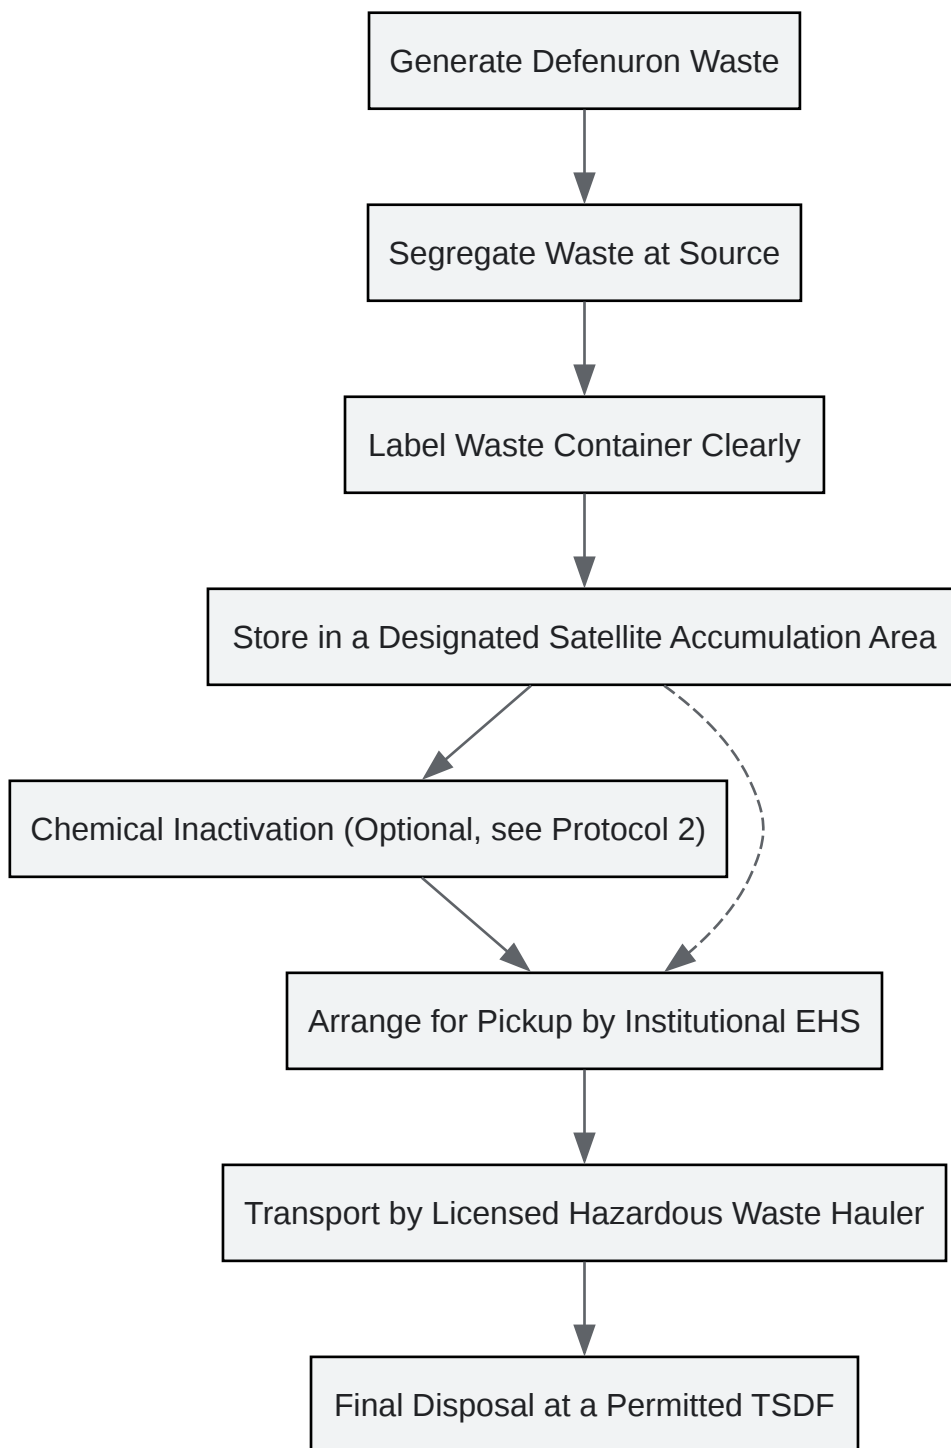 Generate Defenuron Waste
Segregate Waste at Source
Label Waste Container Clearly
Store in a Designated Satellite Accumulation Area
Chemical Inactivation (Optional, see Protocol 2)
Arrange for Pickup by Institutional EHS
Transport by Licensed Hazardous Waste Hauler
Final Disposal at a Permitted TSDF